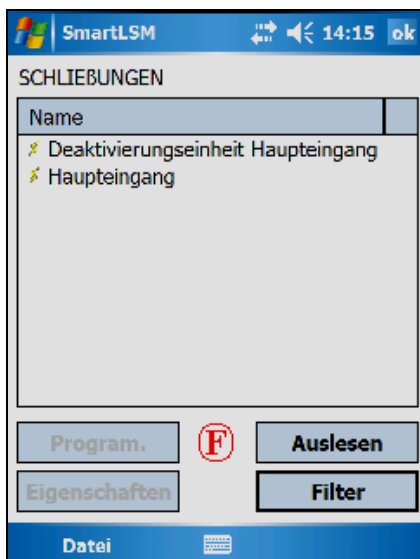 SmartLSM 14:15 ok
SCHLIEßUNGEN
Name
Deaktivierungseinheit Haupteingang
Haupteingang
Program. F Auslesen
Eigenschaften Filter
Datei